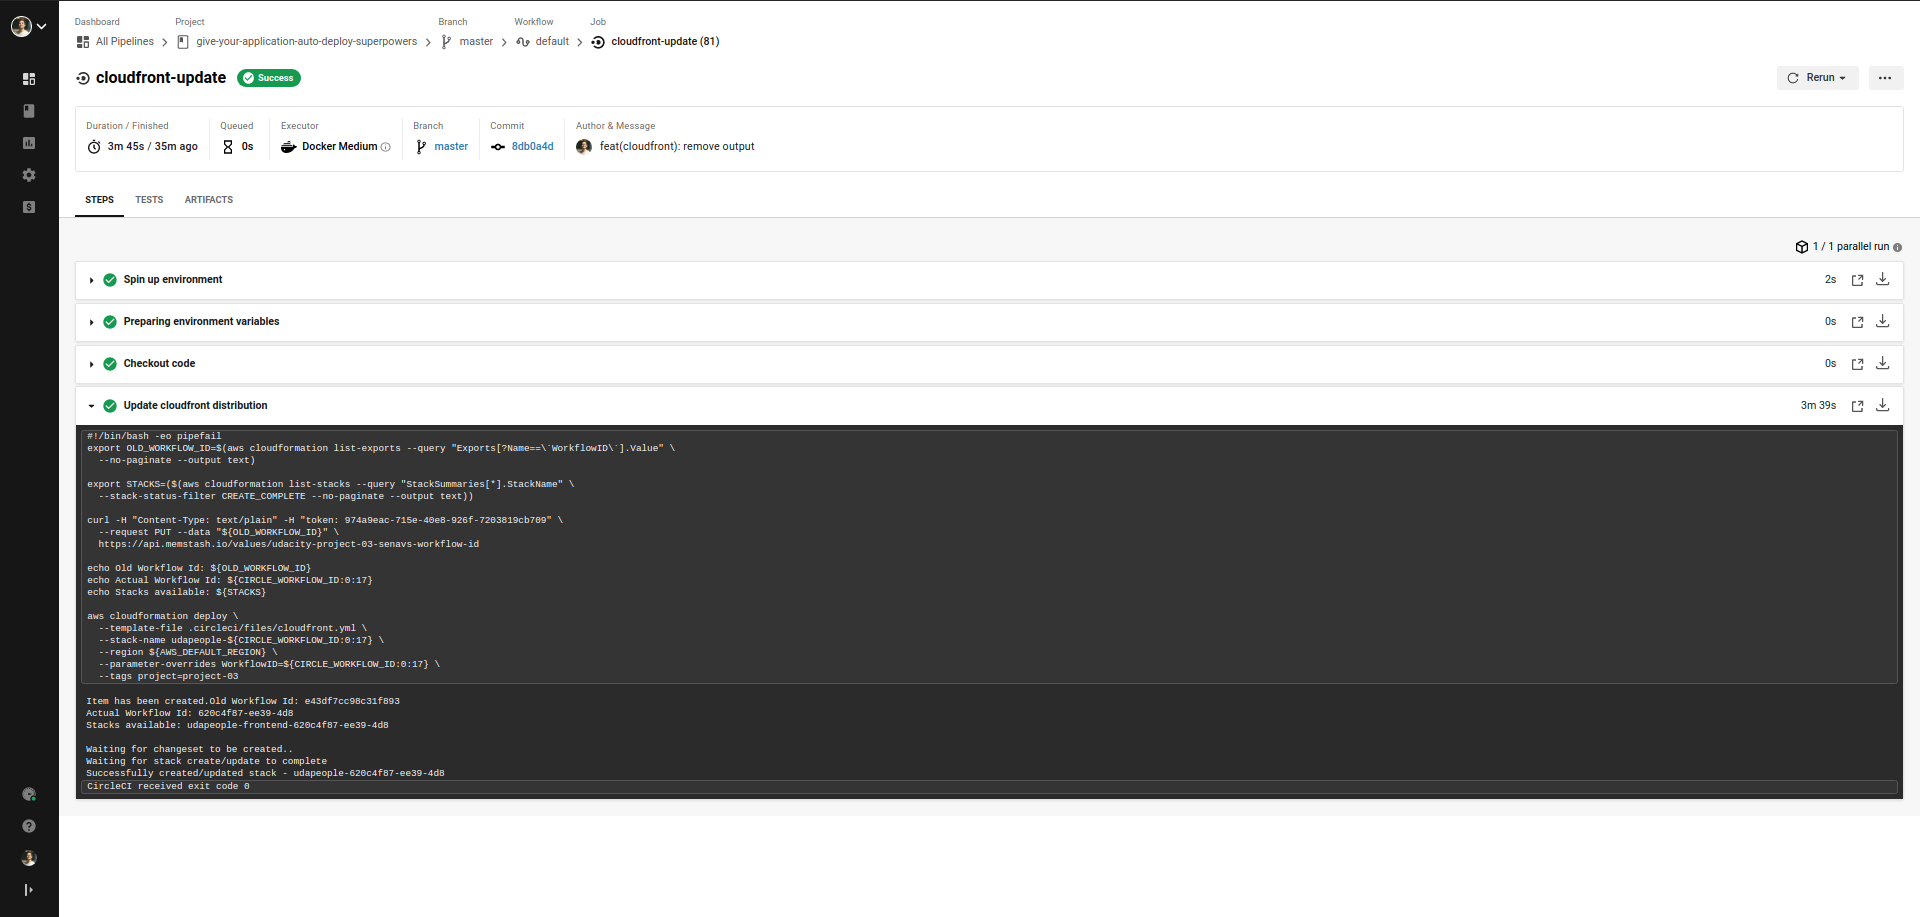 Dashboard Project Branch Workflow Job
All Pipelines give-your-application-auto-deploy-superpowers master default cloudfront-update (81)
cloudfront-update Success Rerun
Duration / Finished Queued Executor Branch Commit Author & Message
3m 45s / 35m ago 0s Docker Medium master 8db0a4d feat(cloudfront): remove output
STEPS TESTS ARTIFACTS
1 / 1 parallel run
Spin up environment 2s
Preparing environment variables 0s
Checkout code 0s
Update cloudfront distribution 3m 39s
#!/bin/bash -eo pipefail
export OLD_WORKFLOW_ID=$(aws cloudformation list-exports --query "Exports[?Name==\`WorkflowID\`].Value" \
  --no-paginate --output text)
export STACKS=($(aws cloudformation list-stacks --query "StackSummaries[*].StackName" \
  --stack-status-filter CREATE_COMPLETE --no-paginate --output text))
curl -H "Content-Type: text/plain" -H "token: 974a9eac-715e-40e8-926f-7203819cb709" \
  --request PUT --data "${OLD_WORKFLOW_ID}" \
  https://api.memstash.io/values/udacity-project-03-senavs-workflow-id
echo Old Workflow Id: ${OLD_WORKFLOW_ID}
echo Actual Workflow Id: ${CIRCLE_WORKFLOW_ID:0:17}
echo Stacks available: ${STACKS}
aws cloudformation deploy \
  --template-file .circleci/files/cloudfront.yml \
  --stack-name udapeople-${CIRCLE_WORKFLOW_ID:0:17} \
  --region ${AWS_DEFAULT_REGION} \
  --parameter-overrides WorkflowID=${CIRCLE_WORKFLOW_ID:0:17} \
  --tags project=project-03
Item has been created.Old Workflow Id: e43df7cc98c31f893
Actual Workflow Id: 620c4f87-ee39-4d8
Stacks available: udapeople-frontend-620c4f87-ee39-4d8
Waiting for changeset to be created..
Waiting for stack create/update to complete
Successfully created/updated stack - udapeople-620c4f87-ee39-4d8
CircleCI received exit code 0